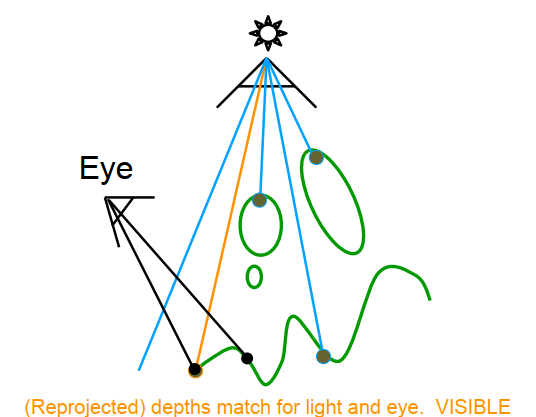 Eye
(Reprojected) depths match for light and eye.  VISIBLE